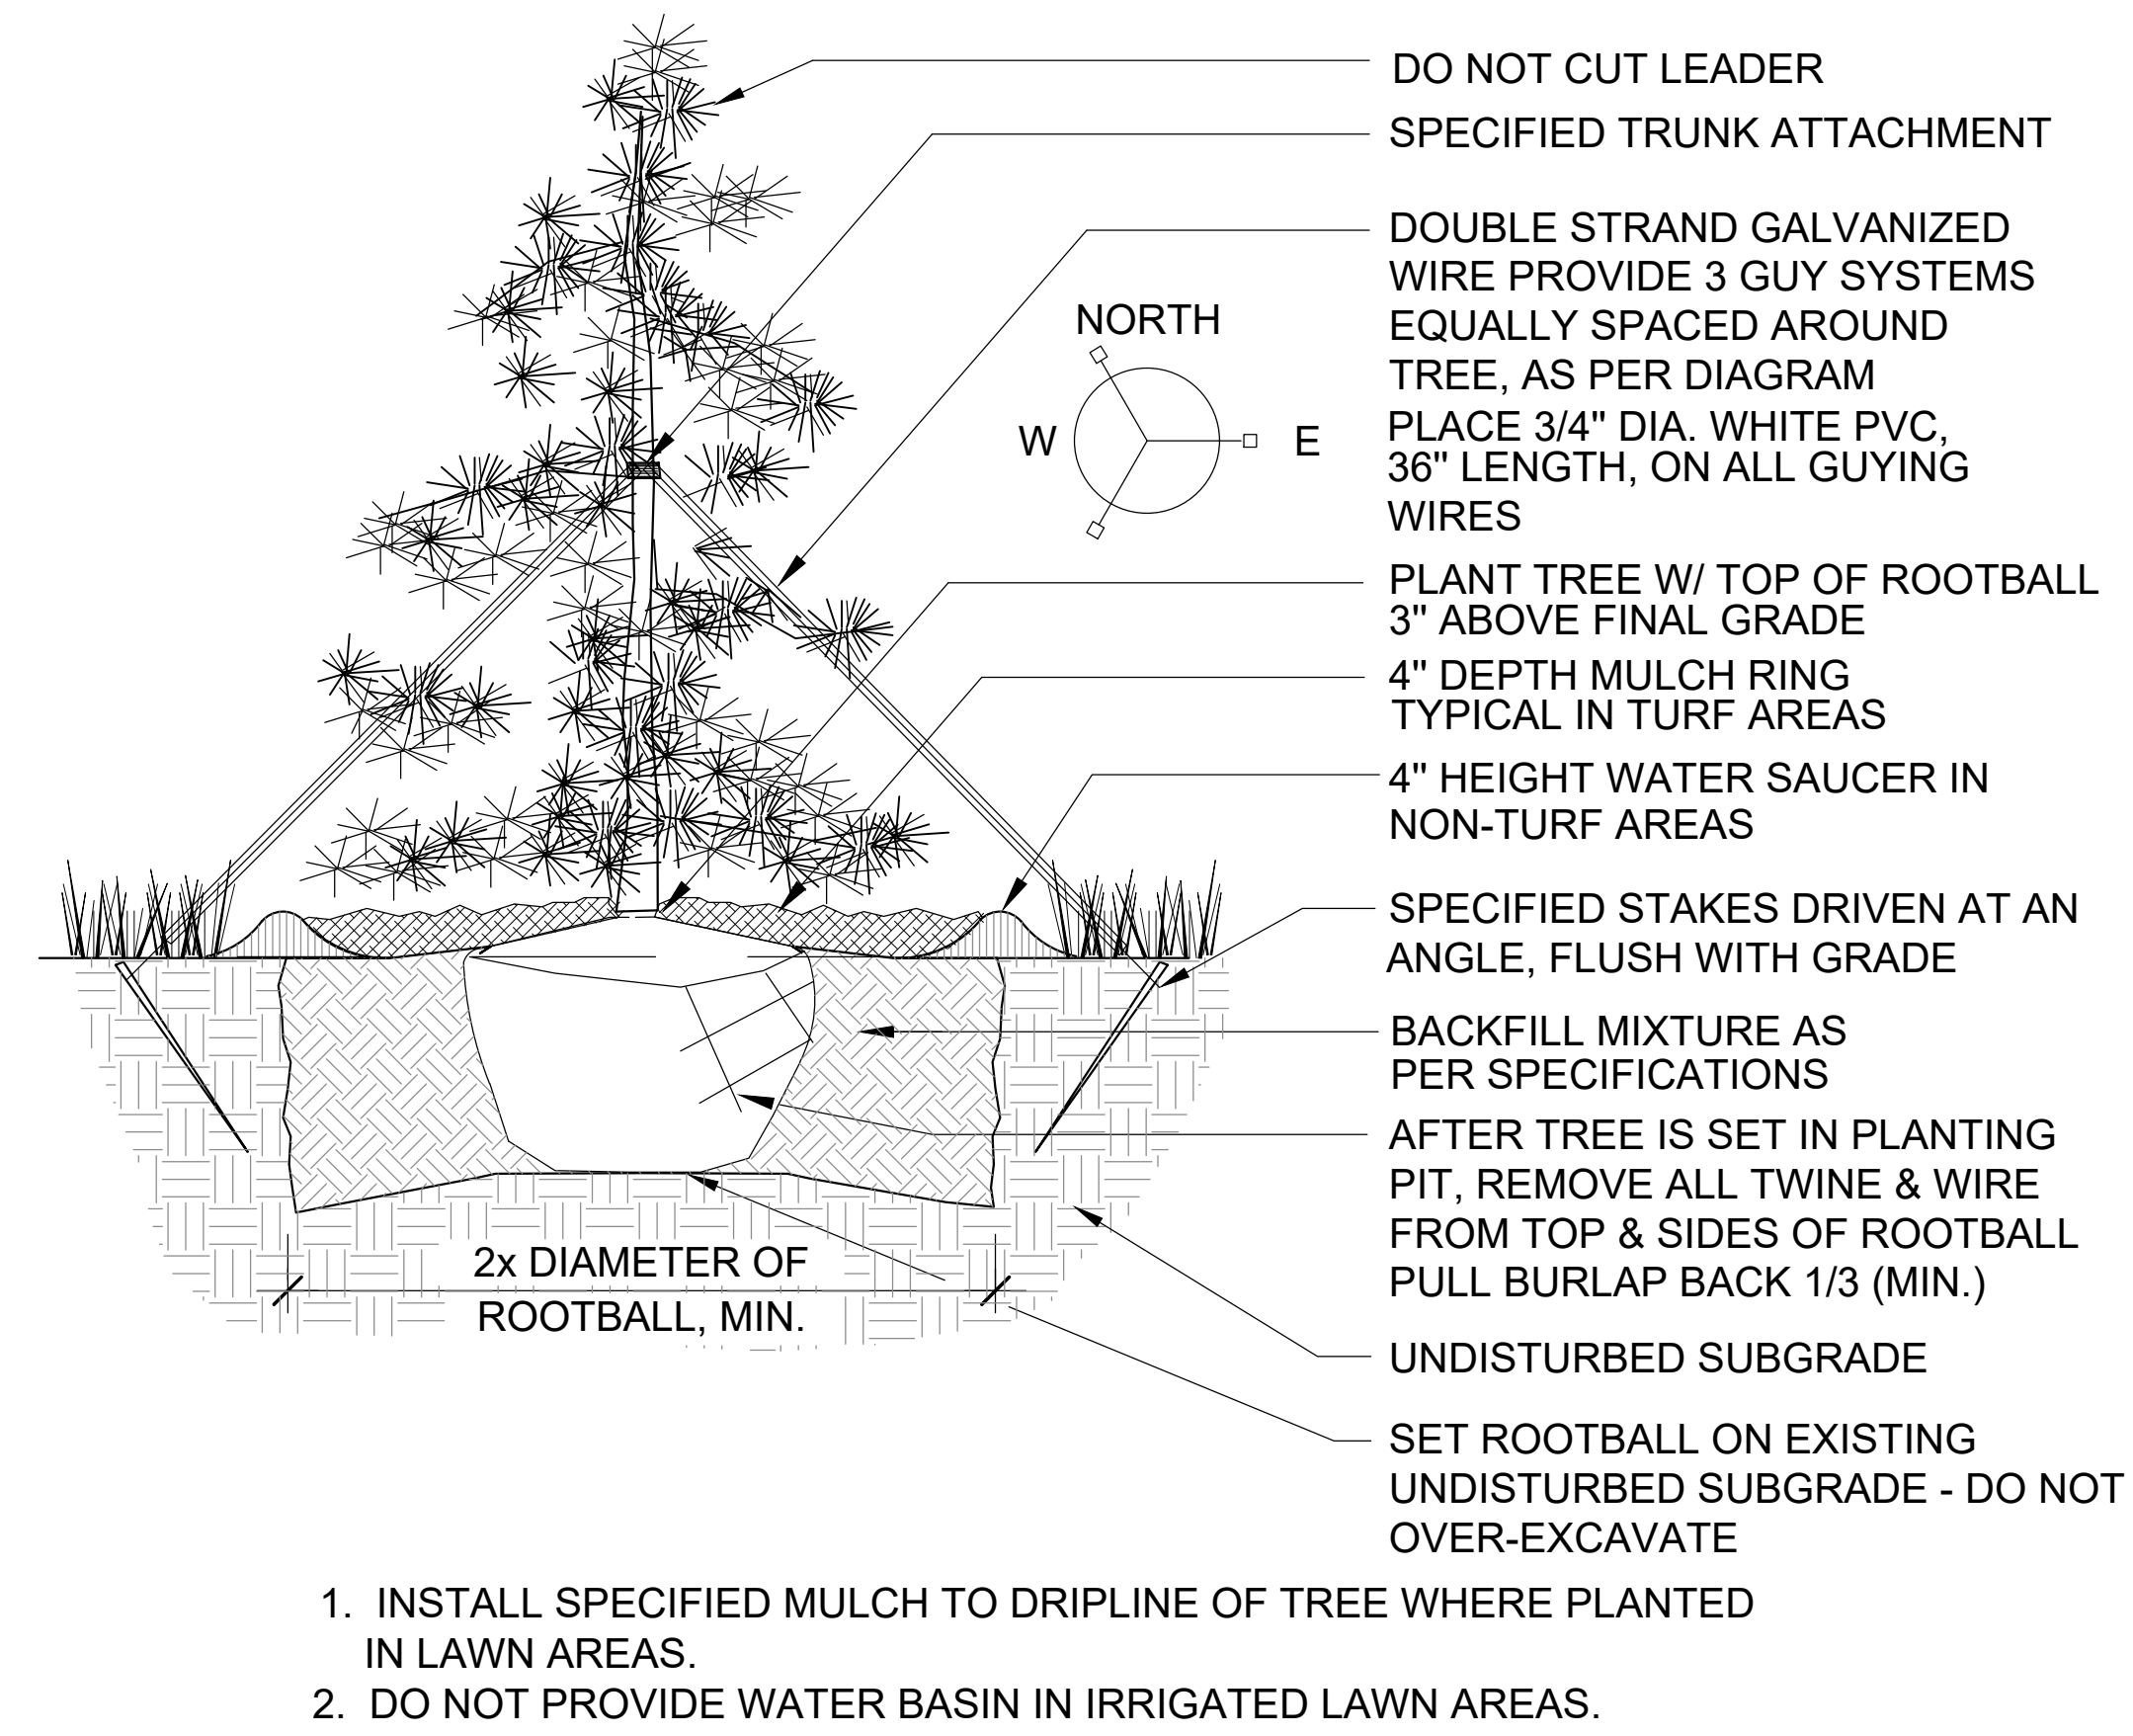 DO NOT CUT LEADER
SPECIFIED TRUNK ATTACHMENT
DOUBLE STRAND GALVANIZED
WIRE PROVIDE 3 GUY SYSTEMS
EQUALLY SPACED AROUND
TREE, AS PER DIAGRAM
PLACE 3/4" DIA. WHITE PVC,
36" LENGTH, ON ALL GUYING
WIRES
NORTH
W
E
PLANT TREE W/ TOP OF ROOTBALL
3" ABOVE FINAL GRADE
4" DEPTH MULCH RING
TYPICAL IN TURF AREAS
4" HEIGHT WATER SAUCER IN
NON-TURF AREAS
SPECIFIED STAKES DRIVEN AT AN
ANGLE, FLUSH WITH GRADE
BACKFILL MIXTURE AS
PER SPECIFICATIONS
AFTER TREE IS SET IN PLANTING
PIT, REMOVE ALL TWINE & WIRE
FROM TOP & SIDES OF ROOTBALL
PULL BURLAP BACK 1/3 (MIN.)
2x DIAMETER OF
ROOTBALL, MIN.
UNDISTURBED SUBGRADE
SET ROOTBALL ON EXISTING
UNDISTURBED SUBGRADE - DO NOT
OVER-EXCAVATE
1. INSTALL SPECIFIED MULCH TO DRIPLINE OF TREE WHERE PLANTED
IN LAWN AREAS.
2. DO NOT PROVIDE WATER BASIN IN IRRIGATED LAWN AREAS.